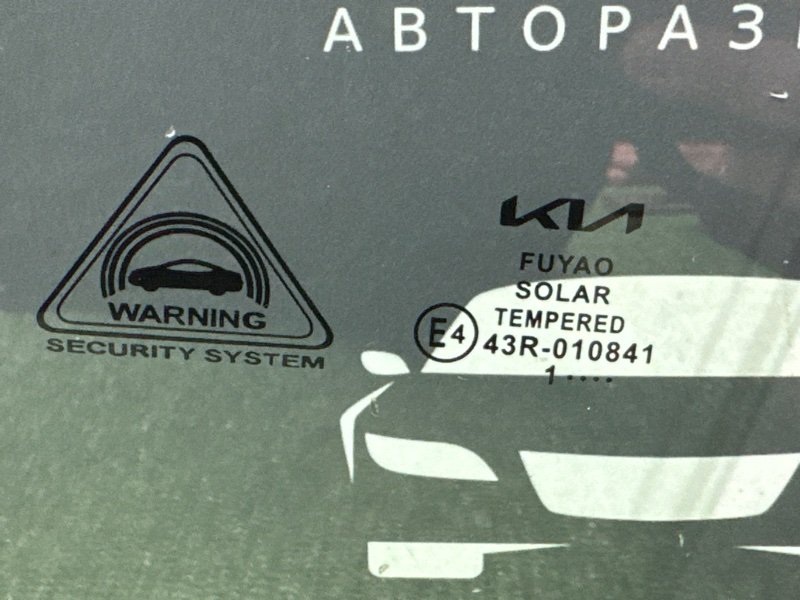 АВТОРАЗ
WARNING
SECURITY SYSTEM
KIA
FUYAO
SOLAR
TEMPERED
E4 43R-010841
1 ....